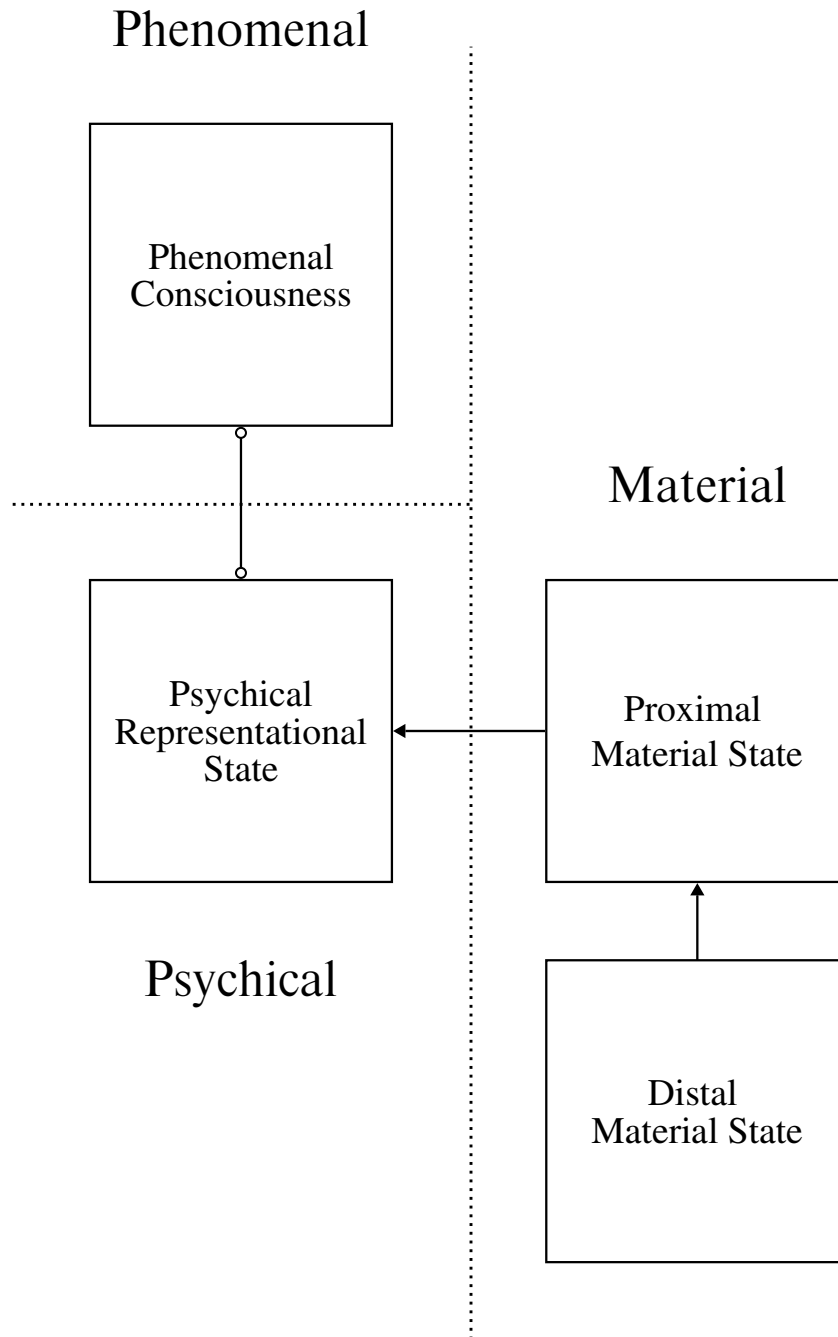 Phenomenal
Phenomenal
Consciousness
Material
Psychical
Representational
State
Proximal
Material State
Psychical
Distal
Material State